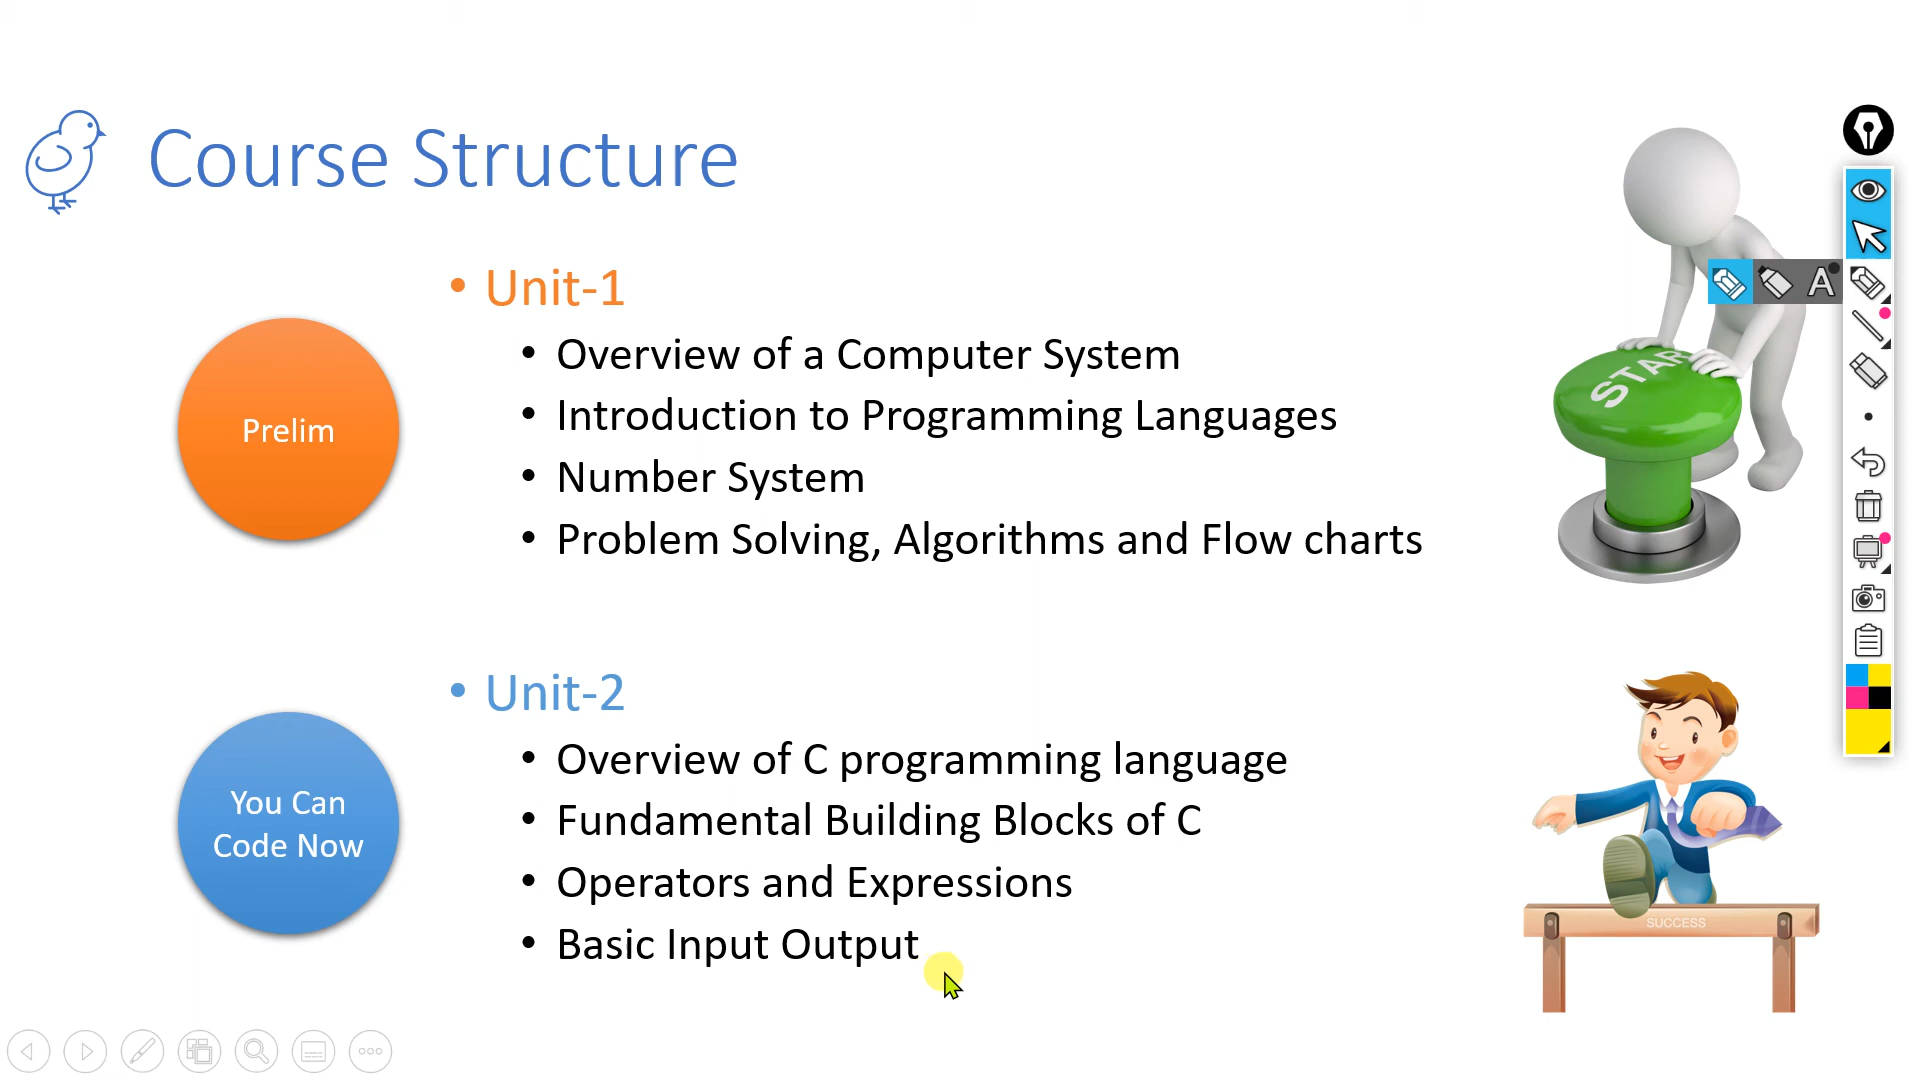 Course Structure
• Unit-1
• Overview of a Computer System
• Introduction to Programming Languages
• Number System
• Problem Solving, Algorithms and Flow charts
Prelim
START
• Unit-2
• Overview of C programming language
• Fundamental Building Blocks of C
• Operators and Expressions
• Basic Input Output
You Can
Code Now
SUCCESS
A